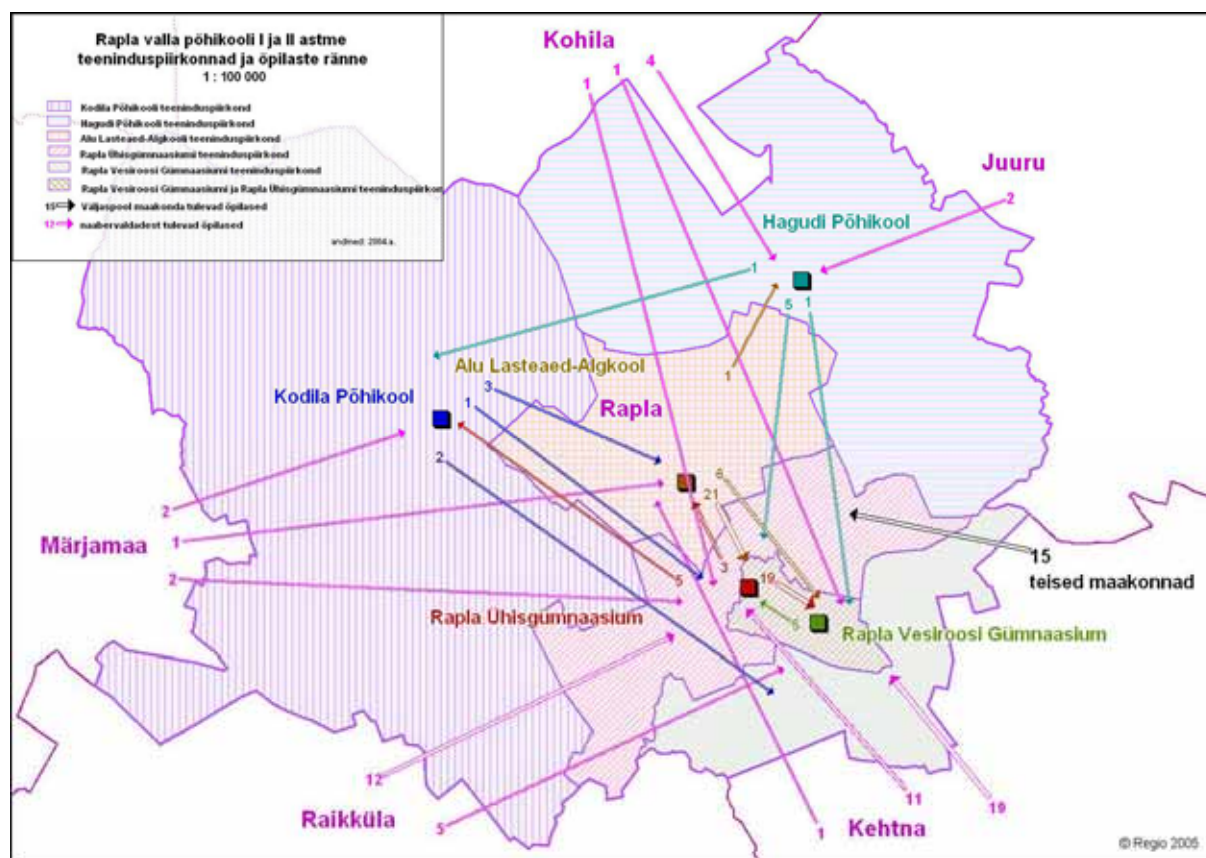 Rapla valla põhikooli I ja II astme
teeninduspiirkonnad ja õpilaste ränne
1 : 100 000
Kodila Põhikooli teeninduspiirkond
Hagudi Põhikooli teeninduspiirkond
Alu Lasteaed-Algkooli teeninduspiirkond
Rapla Ühisgümnaasiumi teeninduspiirkond
Rapla Vesiroosi Gümnaasiumi teeninduspiirkond
Rapla Vesiroosi Gümnaasiumi ja Rapla Ühisgümnaasiumi teeninduspiirkon
15 Väljaspool maakonda tulevad õpilased
12 naabervaldadest tulevad õpilased
andmed: 2004.a.
Kohila
1
1
4
Juuru
2
Hagudi Põhikool
1
5
1
Alu Lasteaed-Algkool
1
3
Kodila Põhikool
1
Rapla
2
6
21
2
Märjamaa
1
15
2
5
3
19
teised maakonnad
Rapla Ühisgümnaasium
5
Rapla Vesiroosi Gümnaasium
12
11
19
Raikküla
5
1
Kehtna
© Regio 2005